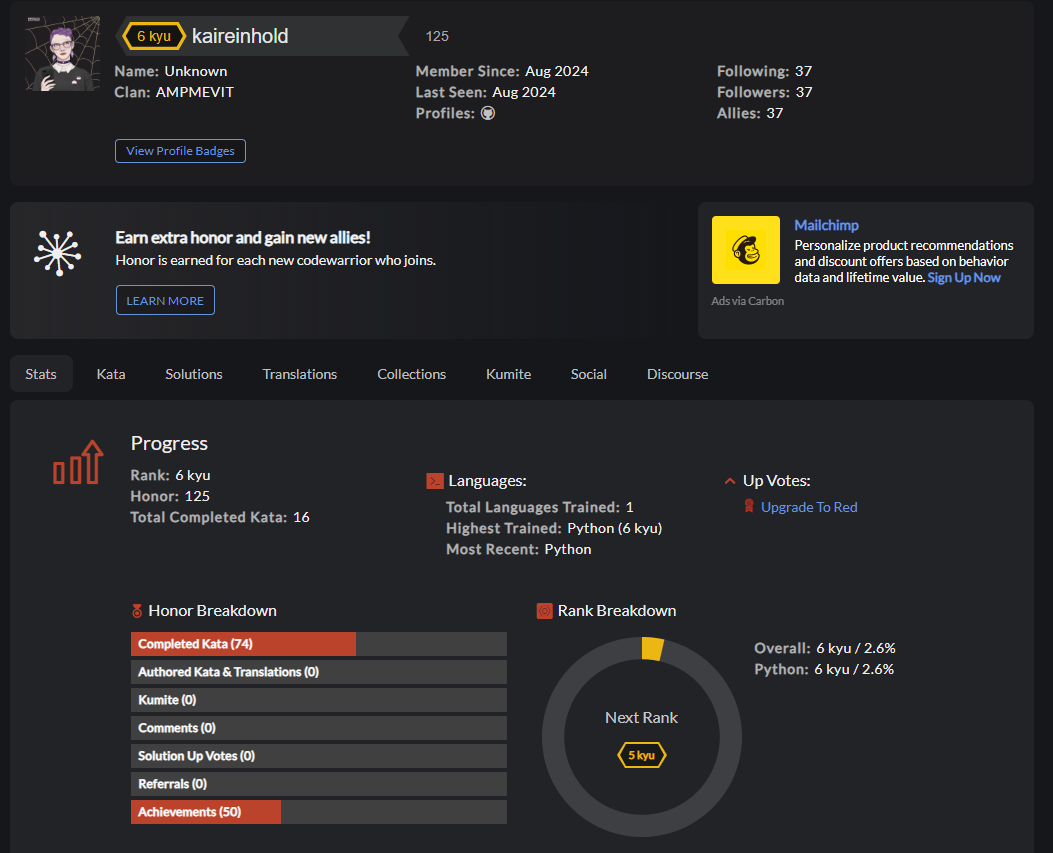 6 kyu kaireinhold 125
Name: Unknown
Clan: AMPMEVIT
Member Since: Aug 2024
Last Seen: Aug 2024
Profiles:
Following: 37
Followers: 37
Allies: 37
View Profile Badges
Earn extra honor and gain new allies!
Honor is earned for each new codewarrior who joins.
LEARN MORE
Mailchimp
Personalize product recommendations
and discount offers based on behavior
data and lifetime value. Sign Up Now
Ads via Carbon
Stats Kata Solutions Translations Collections Kumite Social Discourse
Progress
Rank: 6 kyu
Honor: 125
Total Completed Kata: 16
Languages:
Total Languages Trained: 1
Highest Trained: Python (6 kyu)
Most Recent: Python
Up Votes:
Upgrade To Red
Honor Breakdown
Completed Kata (74)
Authored Kata & Translations (0)
Kumite (0)
Comments (0)
Solution Up Votes (0)
Referrals (0)
Achievements (50)
Rank Breakdown
Next Rank
5 kyu
Overall: 6 kyu / 2.6%
Python: 6 kyu / 2.6%